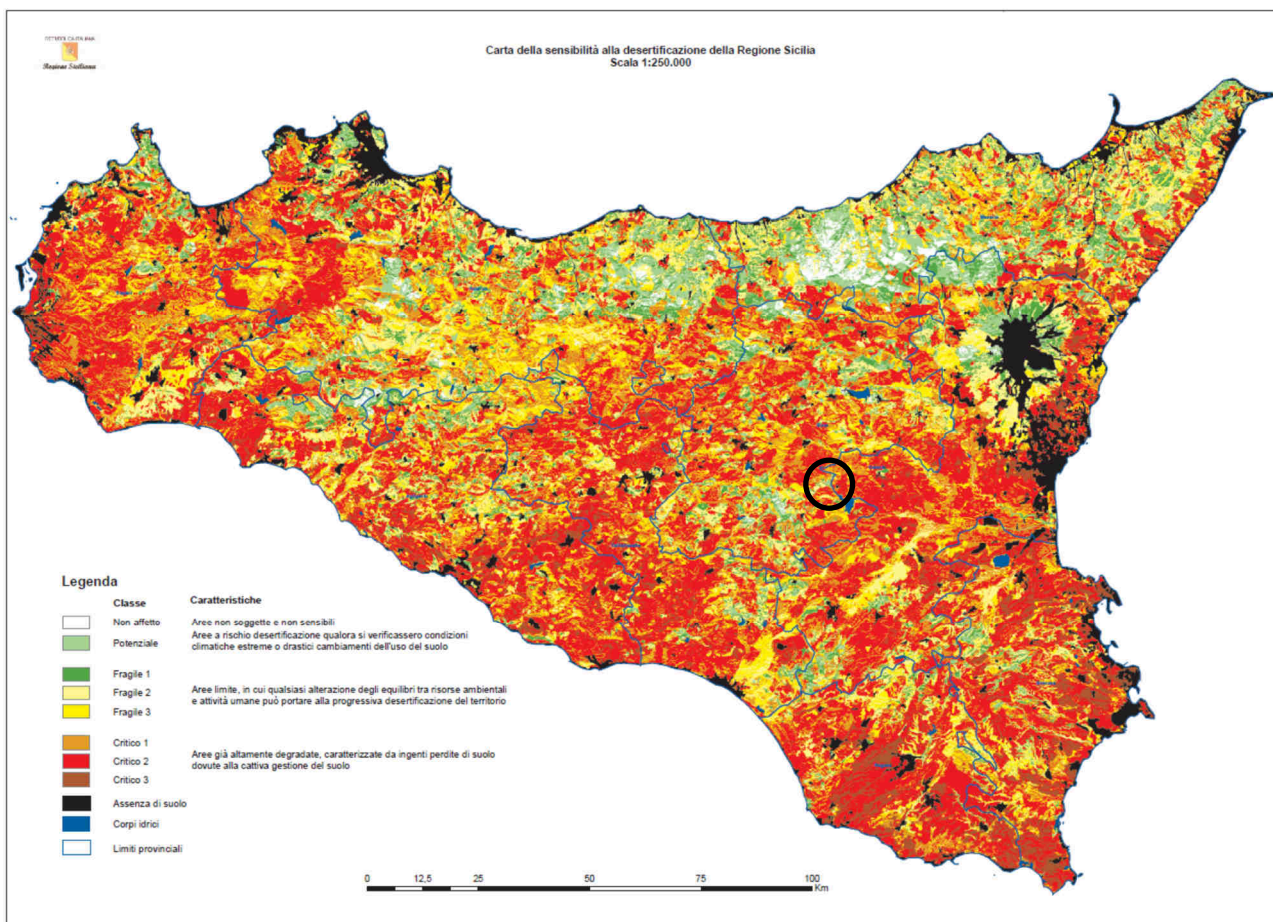 REPUBBLICA ITALIANA
Regione Siciliana
Carta della sensibilità alla desertificazione della Regione Sicilia
Scala 1:250.000
Legenda
Classe Caratteristiche
Non affetto Aree non soggette e non sensibili
Potenziale Aree a rischio desertificazione qualora si verificassero condizioni
climatiche estreme o drastici cambiamenti dell'uso del suolo
Fragile 1
Fragile 2 Aree limite, in cui qualsiasi alterazione degli equilibri tra risorse ambientali
e attività umane può portare alla progressiva desertificazione del territorio
Fragile 3
Critico 1
Critico 2 Aree già altamente degradate, caratterizzate da ingenti perdite di suolo
dovute alla cattiva gestione del suolo
Critico 3
Assenza di suolo
Corpi idrici
Limiti provinciali
0 12,5 25 50 75 100
Km